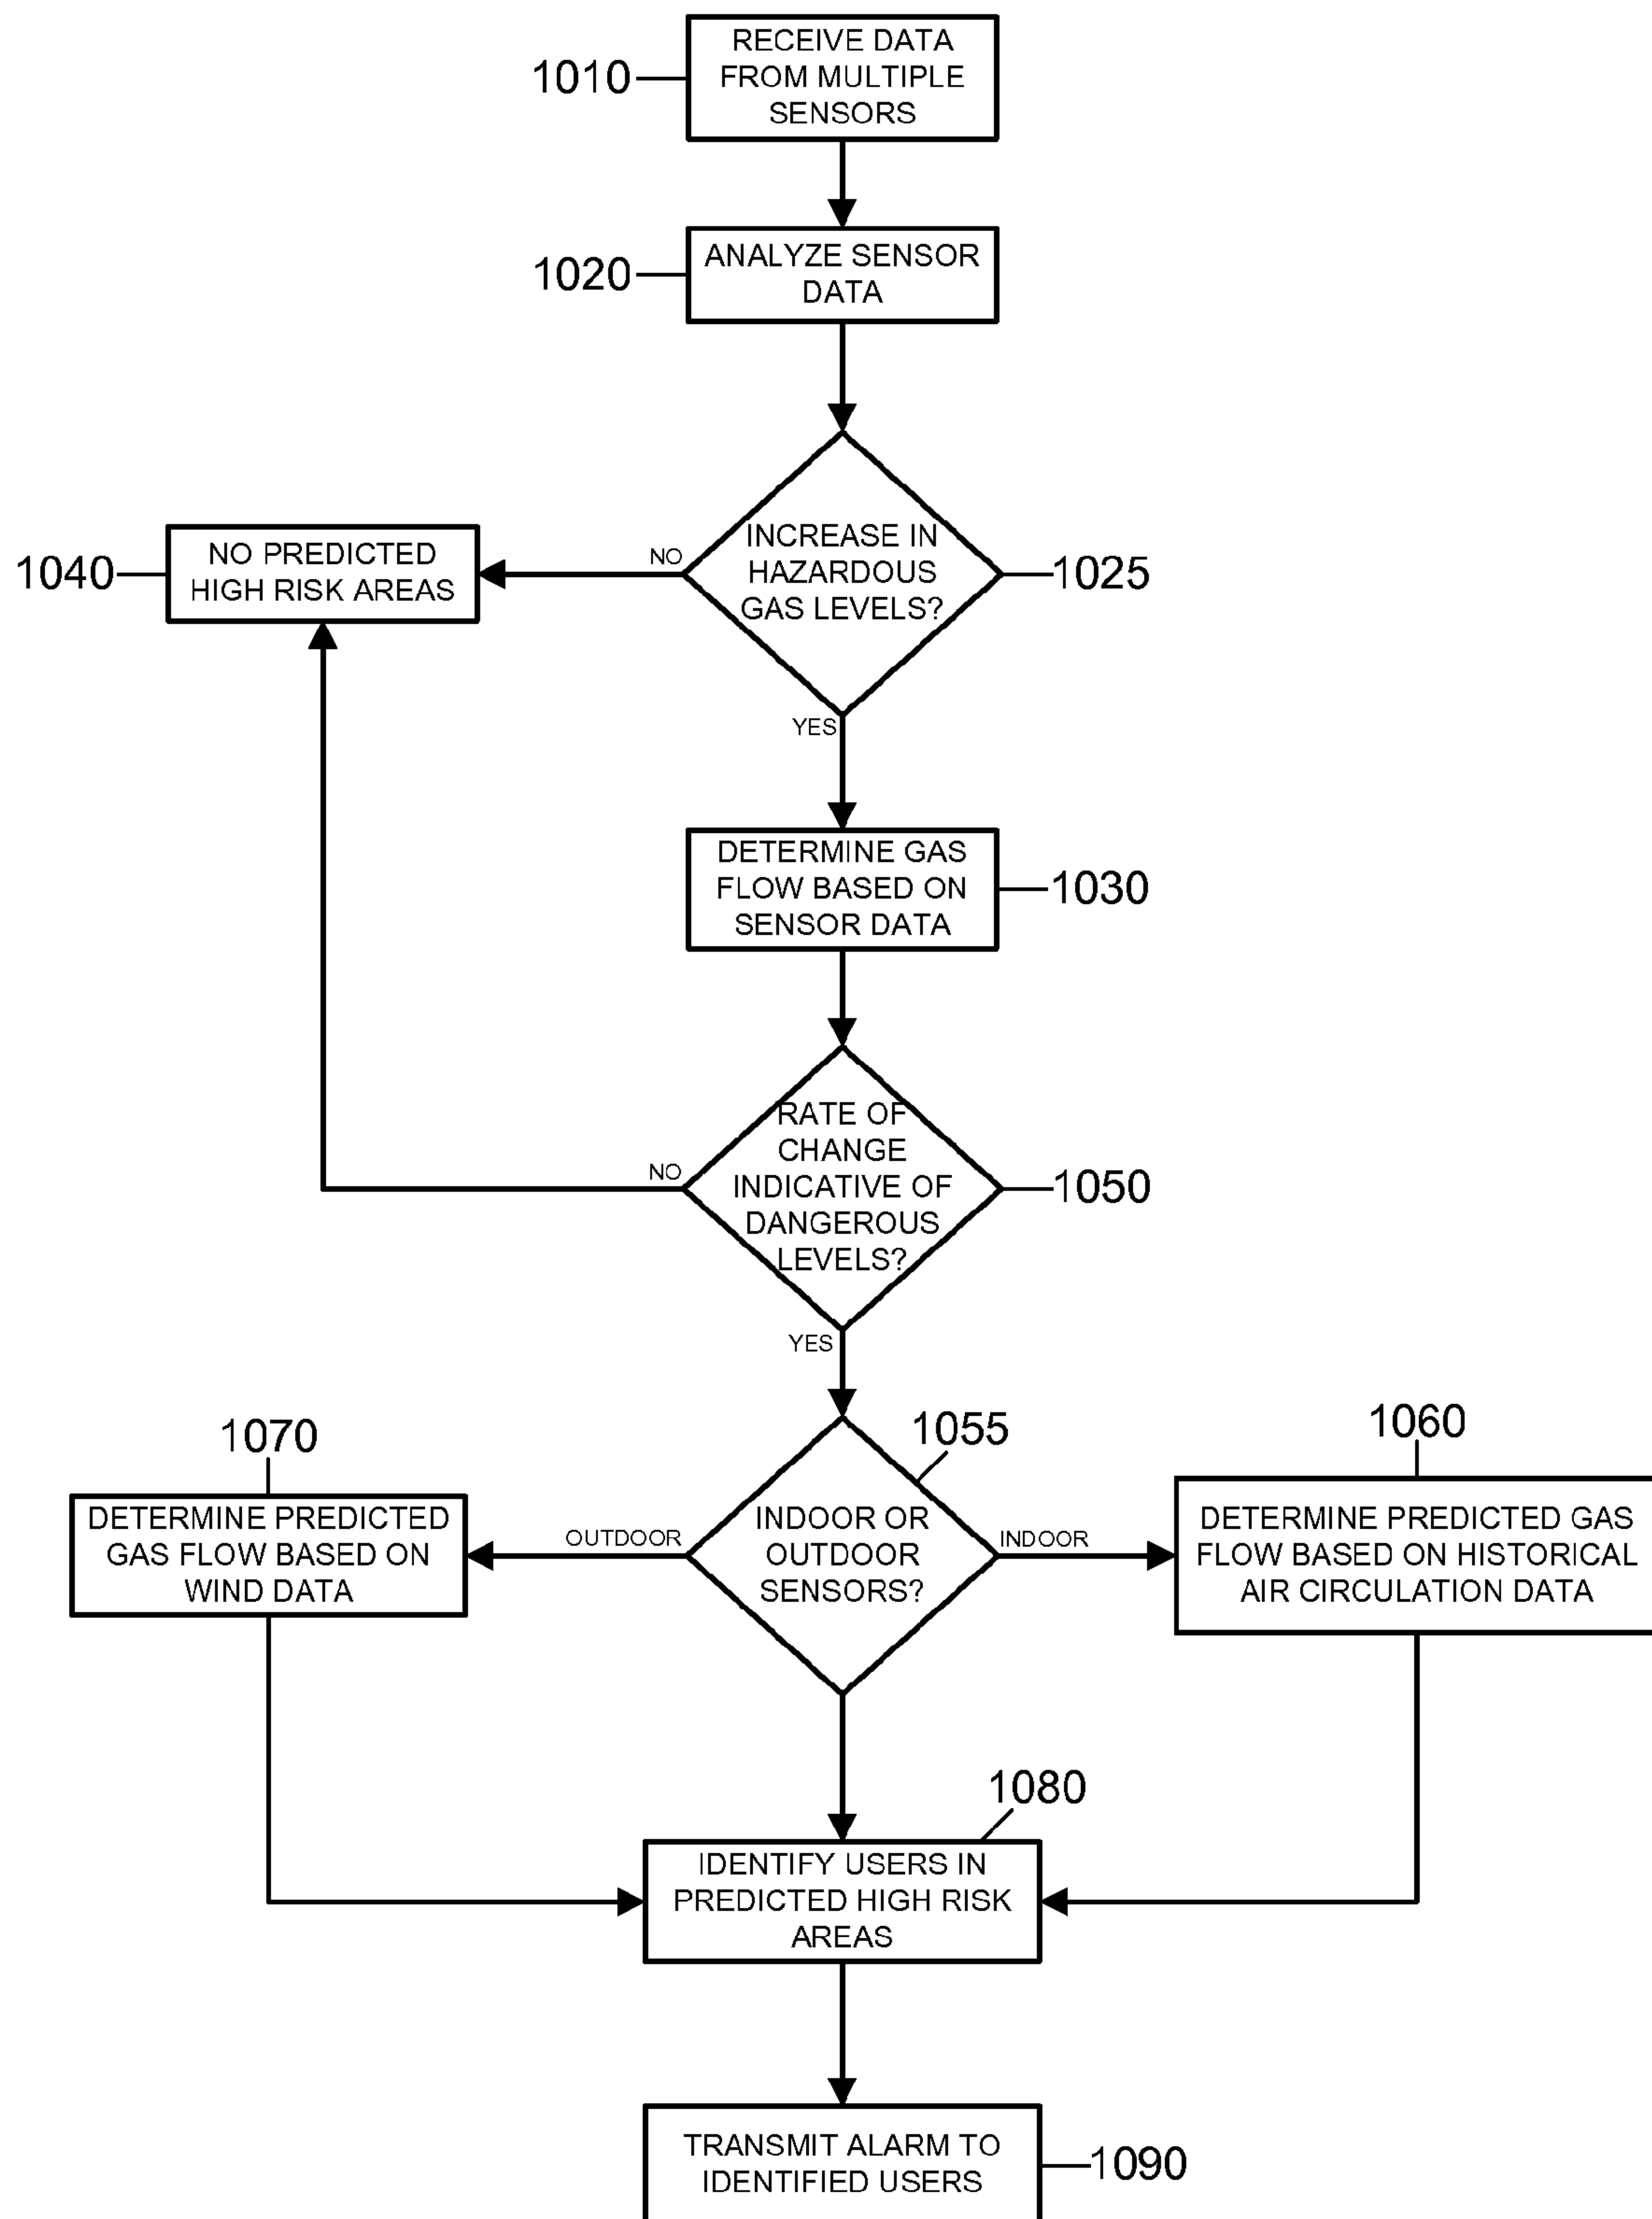 RECEIVE DATA
FROM MULTIPLE
SENSORS
1010
ANALYZE SENSOR
DATA
1020
INCREASE IN
HAZARDOUS
GAS LEVELS?
1025
NO
NO PREDICTED
HIGH RISK AREAS
1040
YES
DETERMINE GAS
FLOW BASED ON
SENSOR DATA
1030
RATE OF
CHANGE
INDICATIVE OF
DANGEROUS
LEVELS?
1050
NO
YES
1055
INDOOR OR
OUTDOOR
SENSORS?
OUTDOOR
INDOOR
1070
DETERMINE PREDICTED
GAS FLOW BASED ON
WIND DATA
1060
DETERMINE PREDICTED GAS
FLOW BASED ON HISTORICAL
AIR CIRCULATION DATA
1080
IDENTIFY USERS IN
PREDICTED HIGH RISK
AREAS
TRANSMIT ALARM TO
IDENTIFIED USERS
1090